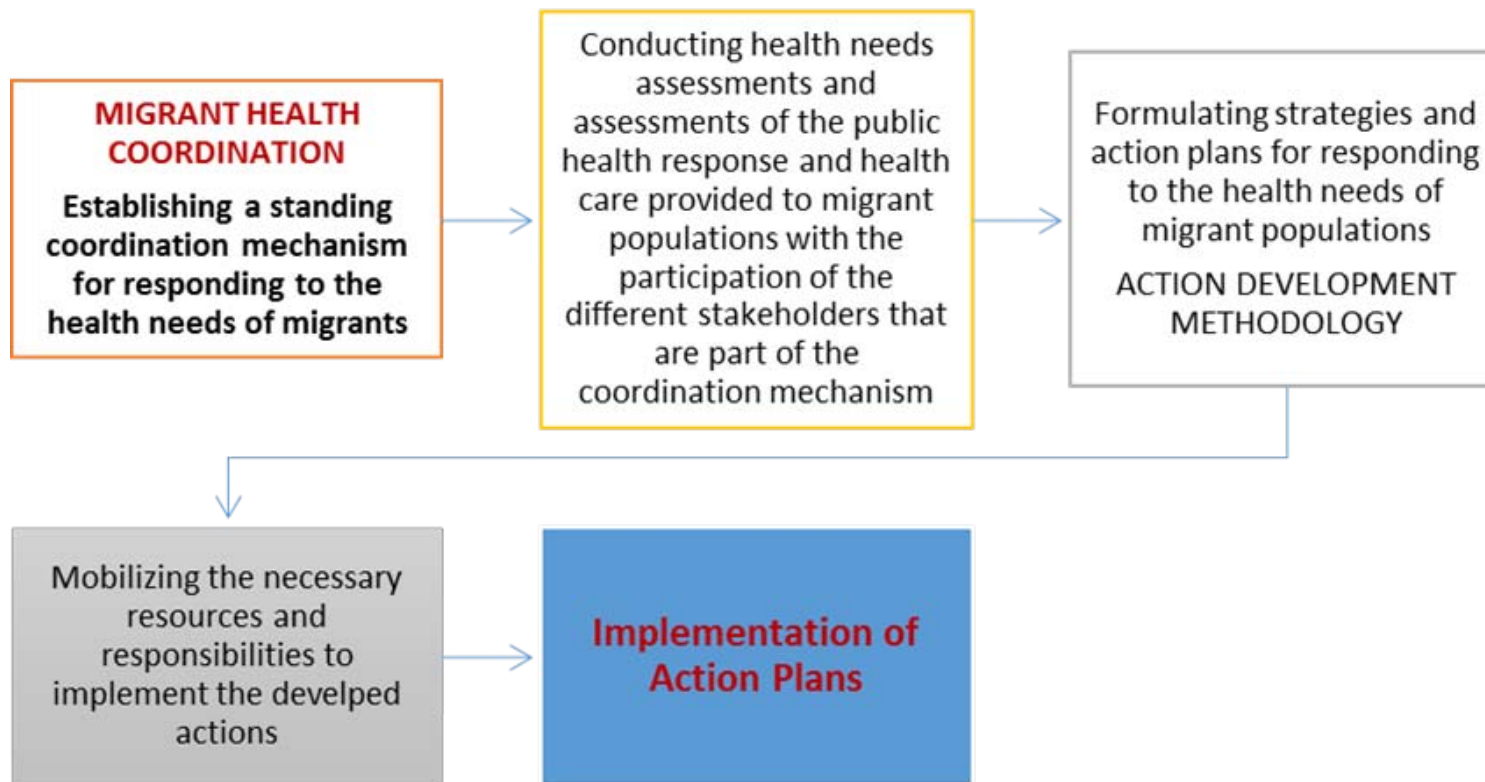 MIGRANT HEALTH
COORDINATION
Establishing a standing
coordination mechanism
for responding to the
health needs of migrants
Conducting health needs
assessments and
assessments of the public
health response and health
care provided to migrant
populations with the
participation of the
different stakeholders that
are part of the
coordination mechanism
Formulating strategies and
action plans for responding
to the health needs of
migrant populations
ACTION DEVELOPMENT
METHODOLOGY
Mobilizing the necessary
resources and
responsibilities to
implement the develped
actions
Implementation of
Action Plans